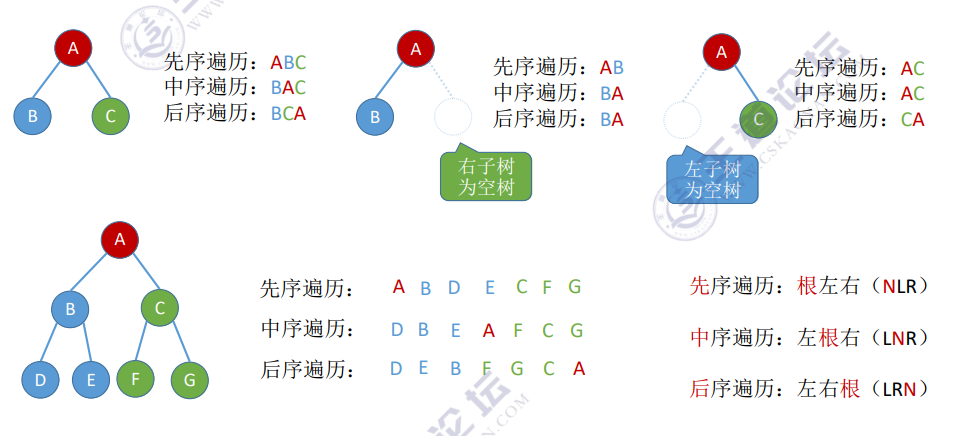 A
B
C
先序遍历：ABC
中序遍历：BAC
后序遍历：BCA
A
B
先序遍历：AB
中序遍历：BA
后序遍历：BA
右子树
为空树
A
C
先序遍历：AC
中序遍历：AC
后序遍历：CA
左子树
为空树
A
B
C
D
E
F
G
先序遍历： A B D E C F G
中序遍历： D B E A F C G
后序遍历： D E B F G C A
先序遍历：根左右（NLR）
中序遍历：左根右（LNR）
后序遍历：左右根（LRN）